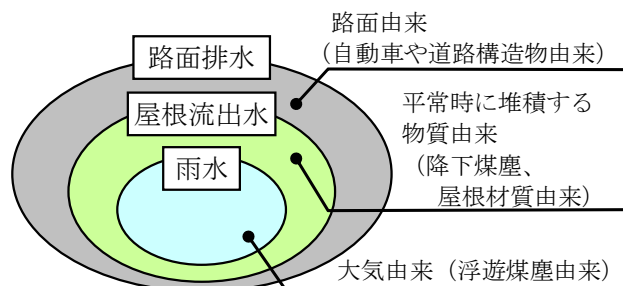 路面排水
屋根流出水
雨水
路面由来
（自動車や道路構造物由来）
平常時に堆積する
物質由来
（降下煤塵、
屋根材質由来）
大気由来（浮遊煤塵由来）